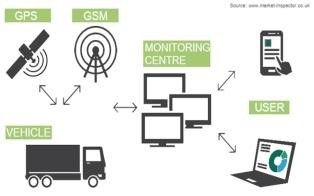 Source: www.market-inspector.co.uk
GPS
GSM
MONITORING
CENTRE
USER
VEHICLE